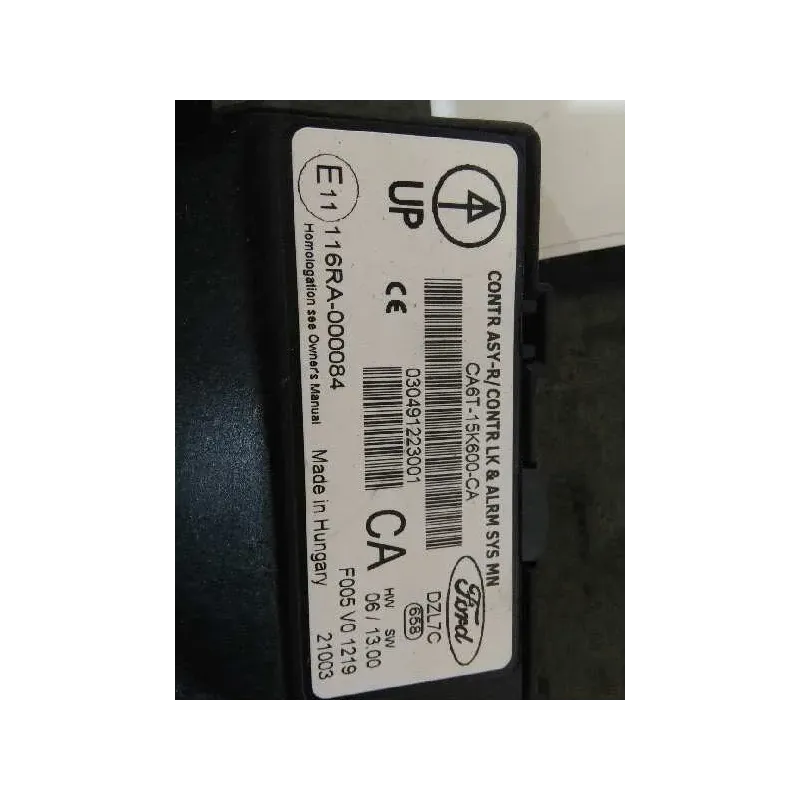 CONTR ASY-R/CONTR LK & ALRM SYS MN
CA6T-15K600-CA
Ford
UP
DZL7C
658
030491223001
CA
CE
HW SW
06 / 13.00
E11
116RA-000084
Homologation see Owner's Manual
Made in Hungary
F005 V0 1219
21003